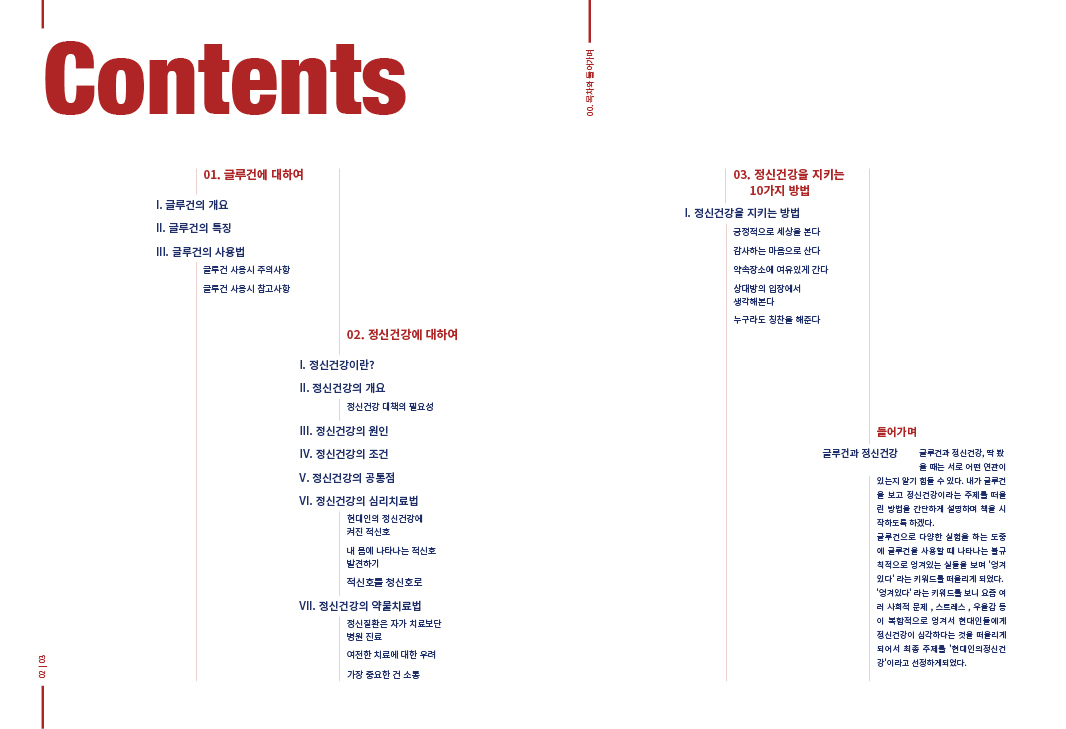 Contents
01. 글루건에 대하여
I. 글루건의 개요
II. 글루건의 특징
III. 글루건의 사용법
글루건 사용시 주의사항
글루건 사용시 참고사항
02. 정신건강에 대하여
I. 정신건강이란?
II. 정신건강의 개요
정신건강 대책의 필요성
III. 정신건강의 원인
IV. 정신건강의 조건
V. 정신건강의 공통점
VI. 정신건강의 심리치료법
현대인의 정신건강에
켜진 적신호
내 몸에 나타나는 적신호
발견하기
적신호를 청신호로
VII. 정신건강의 약물치료법
정신질환은 자가 치료보단
병원 진료
여전한 치료에 대한 우려
가장 중요한 건 소통
02 | 03
00. 목차와 들어가며
03. 정신건강을 지키는
10가지 방법
I. 정신건강을 지키는 방법
긍정적으로 세상을 본다
감사하는 마음으로 산다
약속장소에 여유있게 간다
상대방의 입장에서
생각해본다
누구라도 칭찬을 해준다
들어가며
글루건과 정신건강
글루건과 정신건강, 딱 봤
을 때는 서로 어떤 연관이
있는지 알기 힘들 수 있다. 내가 글루건
을 보고 정신건강이라는 주제를 떠올
린 방법을 간단하게 설명하며 책을 시
작하도록 하겠다.
글루건으로 다양한 실험을 하는 도중
에 글루건을 사용할 때 나타나는 불규
칙적으로 엉겨있는 실들을 보며 '엉겨
있다' 라는 키워드를 떠올리게 되었다.
'엉겨있다' 라는 키워드를 보니 요즘 여
러 사회적 문제 , 스트레스 , 우울감 등
이 복합적으로 엉겨서 현대인들에게
정신건강이 심각하다는 것을 떠올리게
되어서 최종 주제를 '현대인의정신건
강'이라고 선정하게되었다.